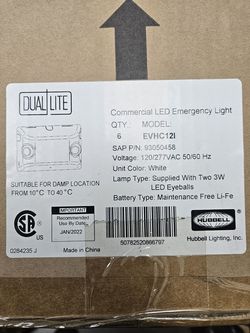 DUAL LITE
Commercial LED Emergency Light
QTY.: MODEL:
6 EVHC12I
SAP P/N: 93050458
Voltage: 120/277VAC 50/60 Hz
Unit Color: White
Lamp Type: Supplied With Two 3W
LED Eyeballs
Battery Type: Maintenance Free Li-Fe
SUITABLE FOR DAMP LOCATION
FROM 10°C TO 40°C
SA
IMPORTANT
Recommended
Use By Date
JAN/2022
0284235 J
Made in China
50782520866797
HUBBELL
Hubbell Lighting, Inc.